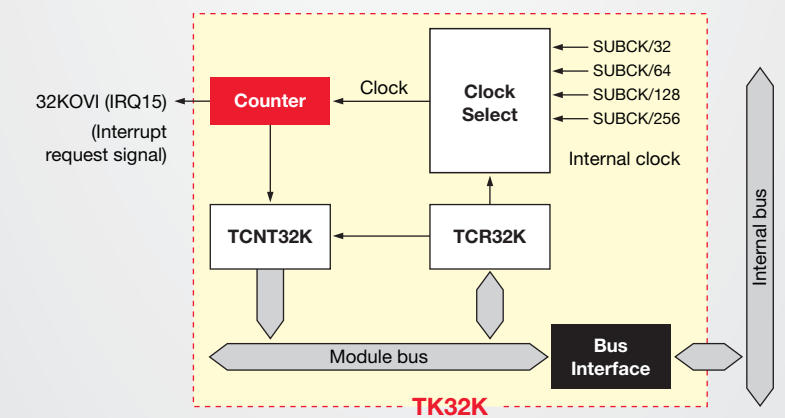 SUBCK/32
SUBCK/64
SUBCK/128
SUBCK/256
Internal clock
Clock
Select
Clock
Counter
32KOVI (IRQ15)
(Interrupt
request signal)
TCNT32K
TCR32K
Module bus
Bus
Interface
Internal bus
TK32K